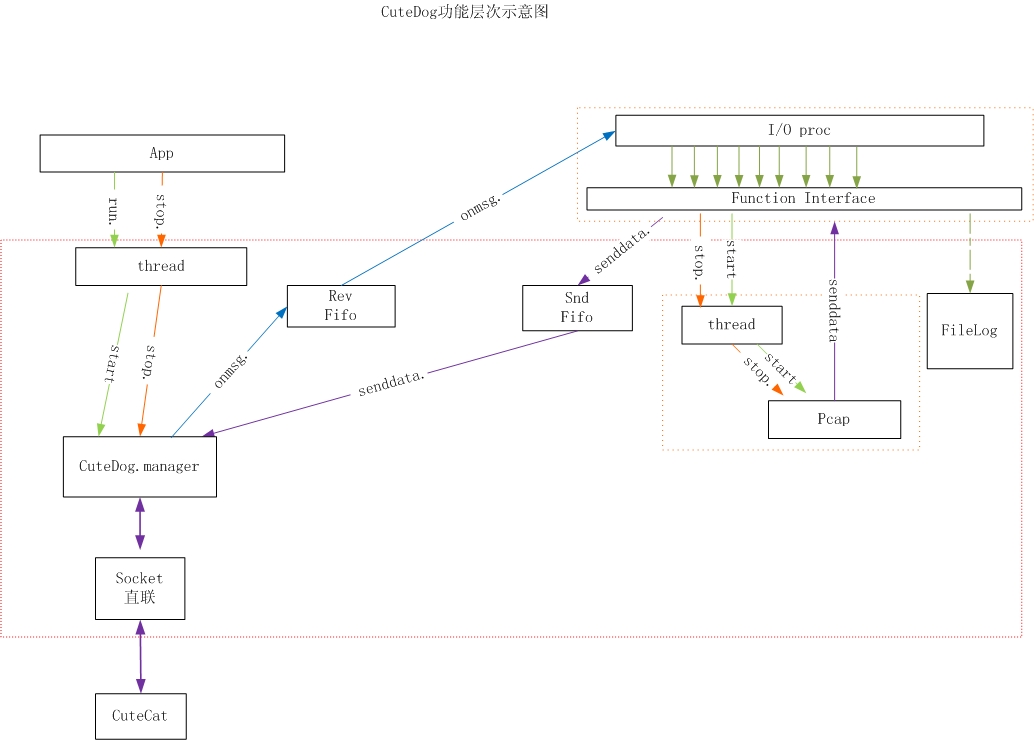 CuteDog功能层次示意图
I/O proc
App
Function Interface
run.
stop.
onmsg.
senddata.
stop.
start
senddata
thread
Rev
Fifo
Snd
Fifo
thread
FileLog
start
stop.
onmsg.
senddata.
stop.
start
Pcap
CuteDog.manager
Socket
直联
CuteCat